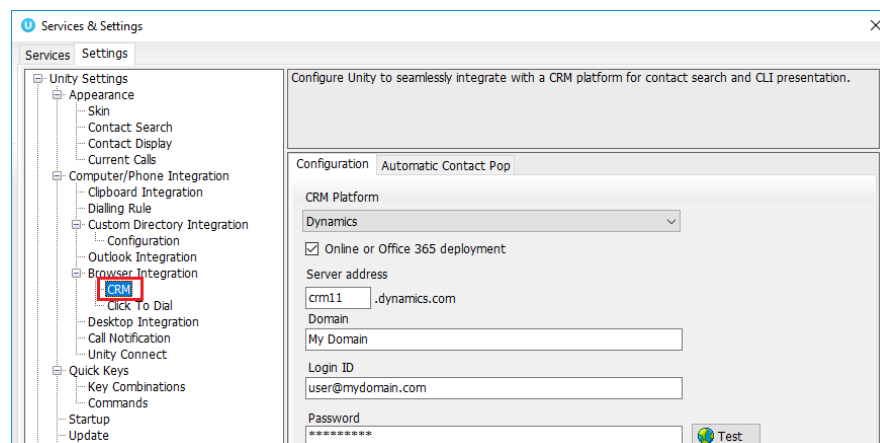 Services & Settings
Services Settings
Unity Settings
Appearance
Skin
Contact Search
Contact Display
Current Calls
Computer/Phone Integration
Clipboard Integration
Dialling Rule
Custom Directory Integration
Configuration
Outlook Integration
Browser Integration
CRM
Click To Dial
Desktop Integration
Call Notification
Unity Connect
Quick Keys
Key Combinations
Commands
Startup
Update
Configure Unity to seamlessly integrate with a CRM platform for contact search and CLI presentation.
Configuration Automatic Contact Pop
CRM Platform
Dynamics
Online or Office 365 deployment
Server address
crm11 .dynamics.com
Domain
My Domain
Login ID
user@mydomain.com
Password
*********
Test